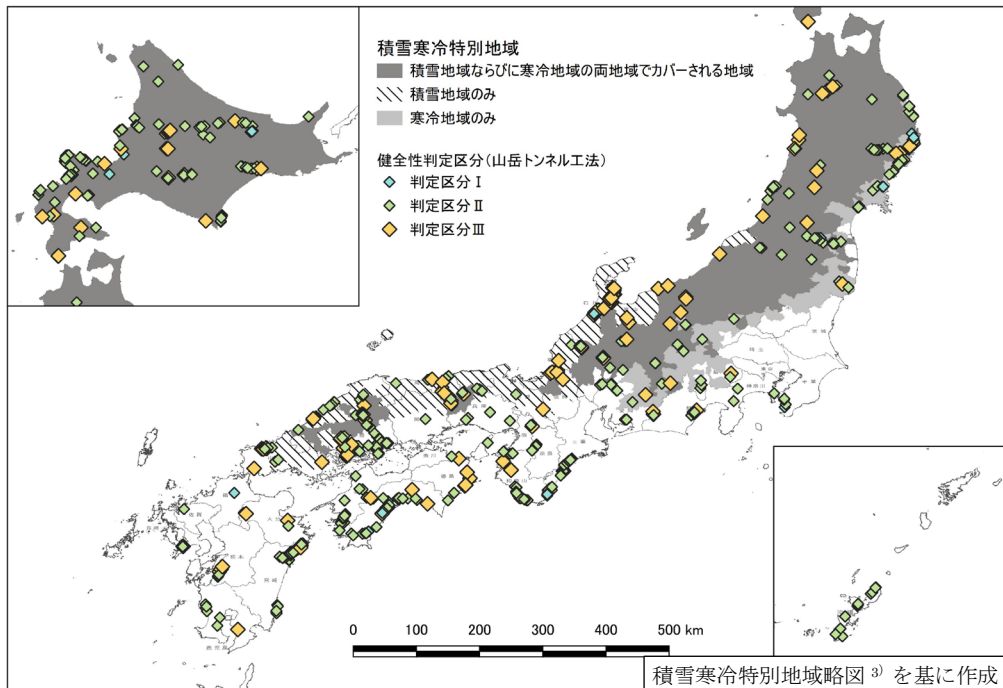 積雪寒冷特別地域
積雪地域ならびに寒冷地域の両地域でカバーされる地域
積雪地域のみ
寒冷地域のみ
健全性判定区分(山岳トンネル工法)
判定区分Ⅰ
判定区分Ⅱ
判定区分Ⅲ
0 100 200 300 400 500 km
積雪寒冷特別地域略図 3) を基に作成